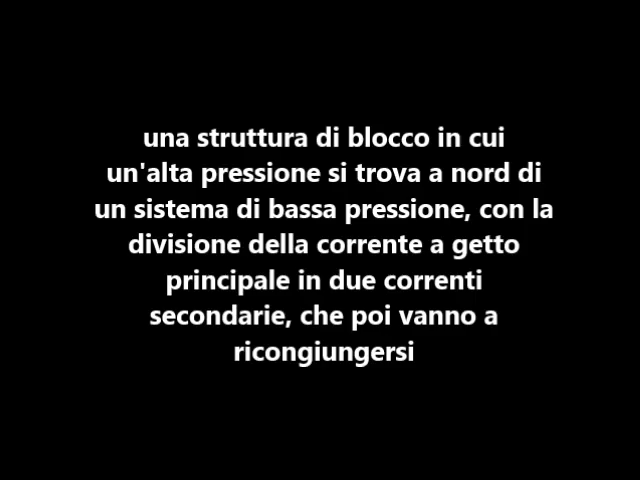 una struttura di blocco in cui
un'alta pressione si trova a nord di
un sistema di bassa pressione, con la
divisione della corrente a getto
principale in due correnti
secondarie, che poi vanno a
ricongiungersi